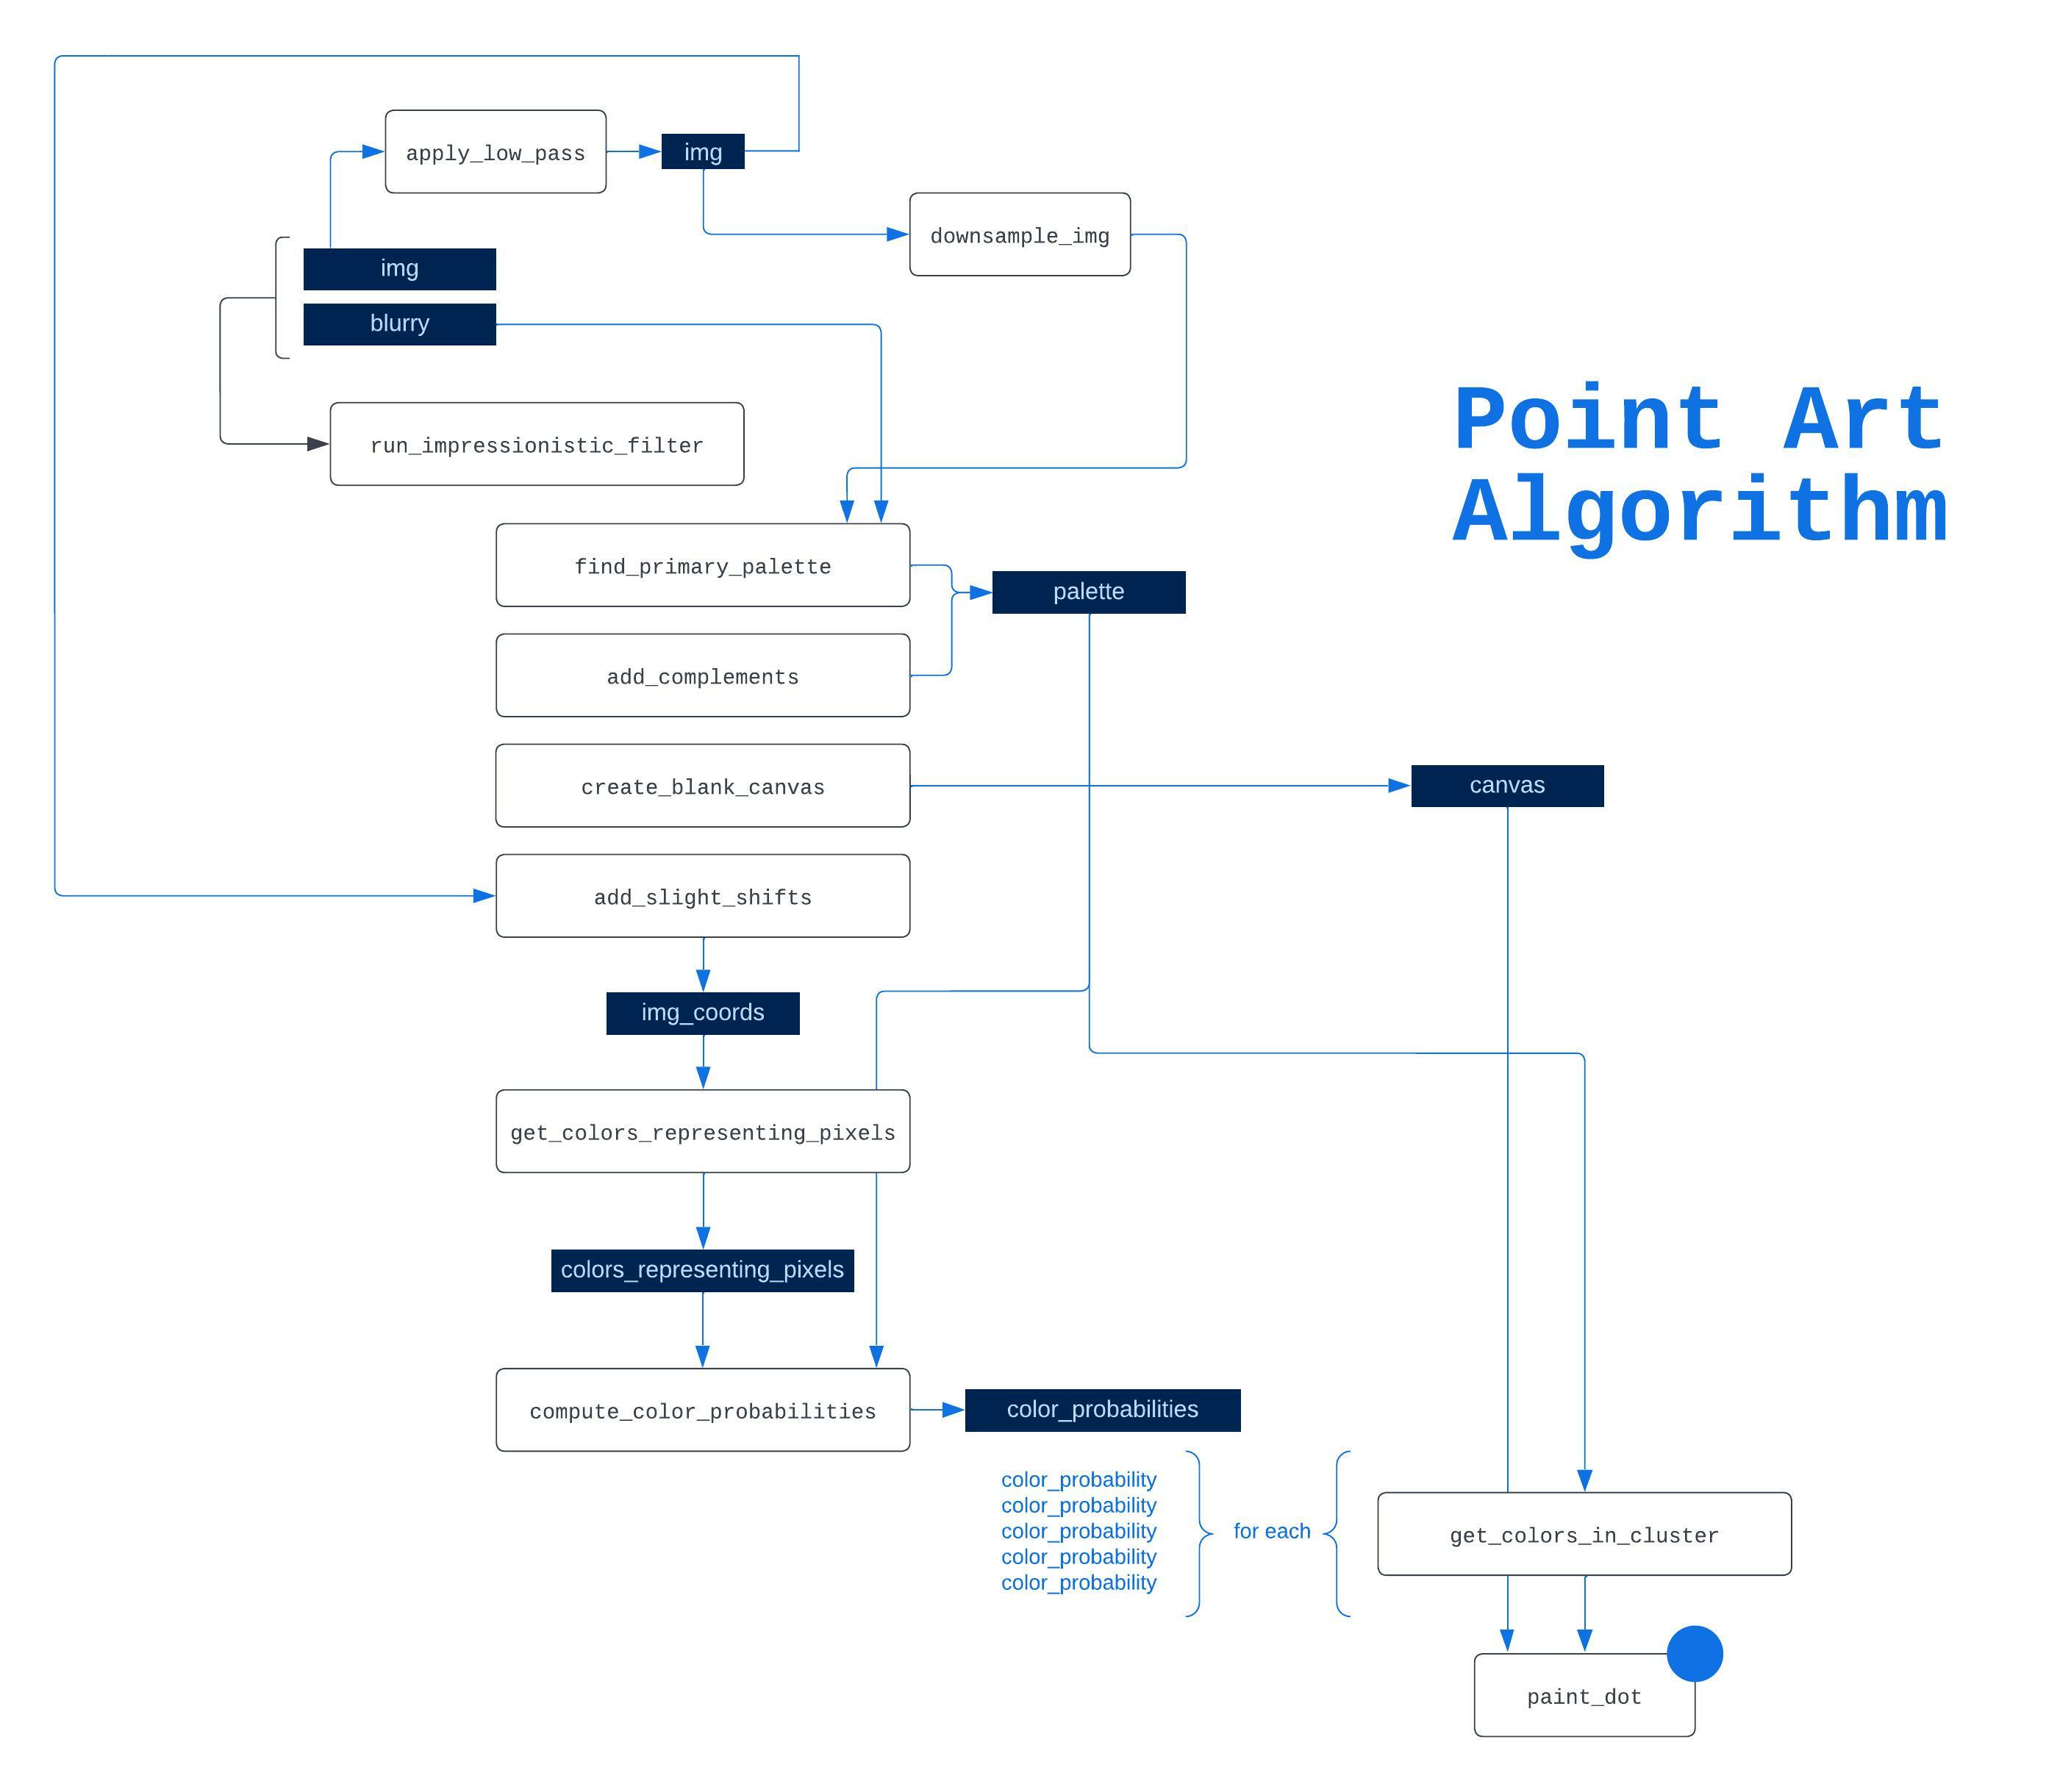 apply_low_pass
img
downsample_img
img
blurry
run_impressionistic_filter
Point Art
Algorithm
find_primary_palette
palette
add_complements
create_blank_canvas
canvas
add_slight_shifts
img_coords
get_colors_representing_pixels
colors_representing_pixels
compute_color_probabilities
color_probabilities
color_probability
color_probability
color_probability
color_probability
color_probability
for each
get_colors_in_cluster
paint_dot